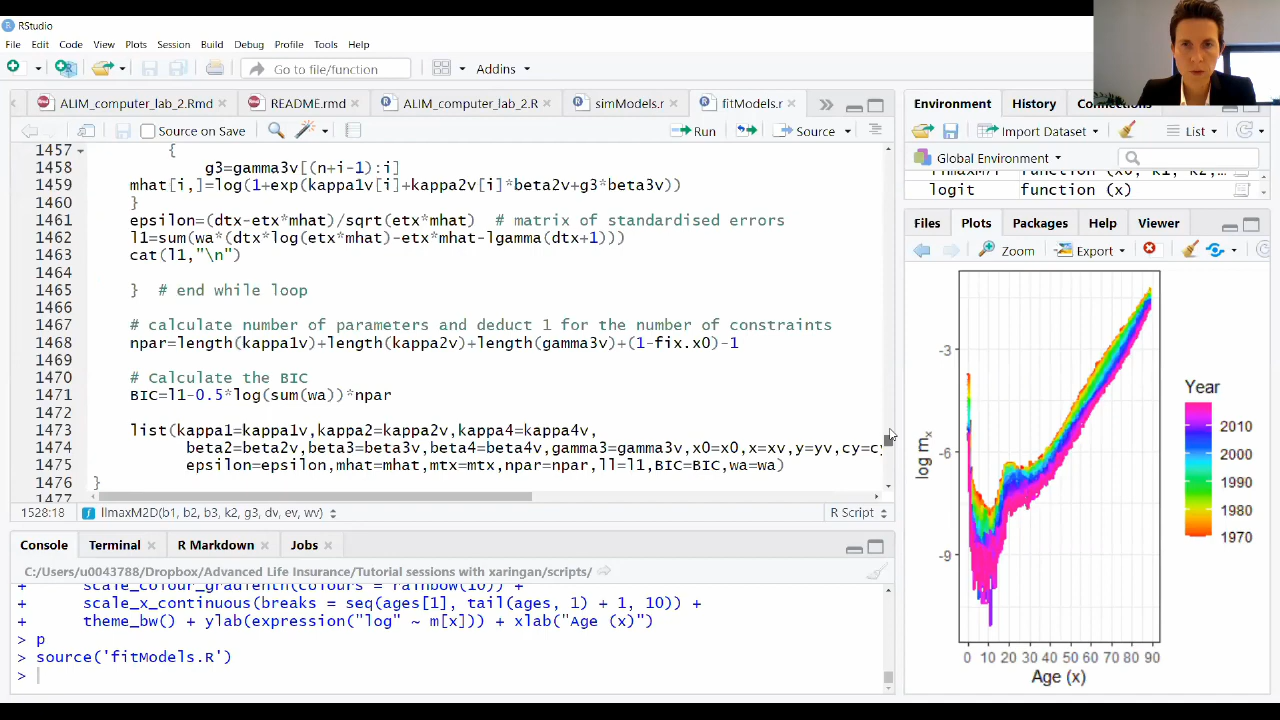 RStudio
File Edit Code View Plots Session Build Debug Profile Tools Help
Go to file/function
Addins
ALIM_computer_lab_2.Rmd
README.rmd
ALIM_computer_lab_2.R
simModels.r
fitModels.r
Source on Save
Run
Source
1457 {
1458 g3=gamma3v[(n+i-1):i]
1459 mhat[i,]=log(1+exp(kappa1v[i]+kappa2v[i]*beta2v+g3*beta3v))
1460 }
1461 epsilon=(dtx-etx*mhat)/sqrt(etx*mhat) # matrix of standardised errors
1462 l1=sum(wa*(dtx*log(etx*mhat)-etx*mhat-lgamma(dtx+1)))
1463 cat(l1,"\n")
1464
1465 } # end while loop
1466
1467 # calculate number of parameters and deduct 1 for the number of constraints
1468 npar=length(kappa1v)+length(kappa2v)+length(gamma3v)+(1-fix.x0)-1
1469
1470 # Calculate the BIC
1471 BIC=l1-0.5*log(sum(wa))*npar
1472
1473 list(kappa1=kappa1v,kappa2=kappa2v,kappa4=kappa4v,
1474 beta2=beta2v,beta3=beta3v,beta4=beta4v,gamma3=gamma3v,x0=x0,x=xv,y=yv,cy=c
1475 epsilon=epsilon,mhat=mhat,mtx=mtx,npar=npar,ll=l1,BIC=BIC,wa=wa)
1476 }
1477
1528:18 llmaxM2D(b1, b2, b3, k2, g3, dv, ev, wv)
R Script
Console Terminal R Markdown Jobs
C:/Users/u0043788/Dropbox/Advanced Life Insurance/Tutorial sessions with xaringan/scripts/
+ scale_colour_gradientn(colours = rainbow(10)) +
+ scale_x_continuous(breaks = seq(ages[1], tail(ages, 1) + 1, 10)) +
+ theme_bw() + ylab(expression("log" ~ m[x])) + xlab("Age (x)")
> p
> source('fitModels.R')
>
Environment History
Import Dataset
List
Global Environment
logit function (x)
Files Plots Packages Help Viewer
Zoom Export
-3
-6
-9
log mx
0 10 20 30 40 50 60 70 80 90
Age (x)
Year
2010
2000
1990
1980
1970